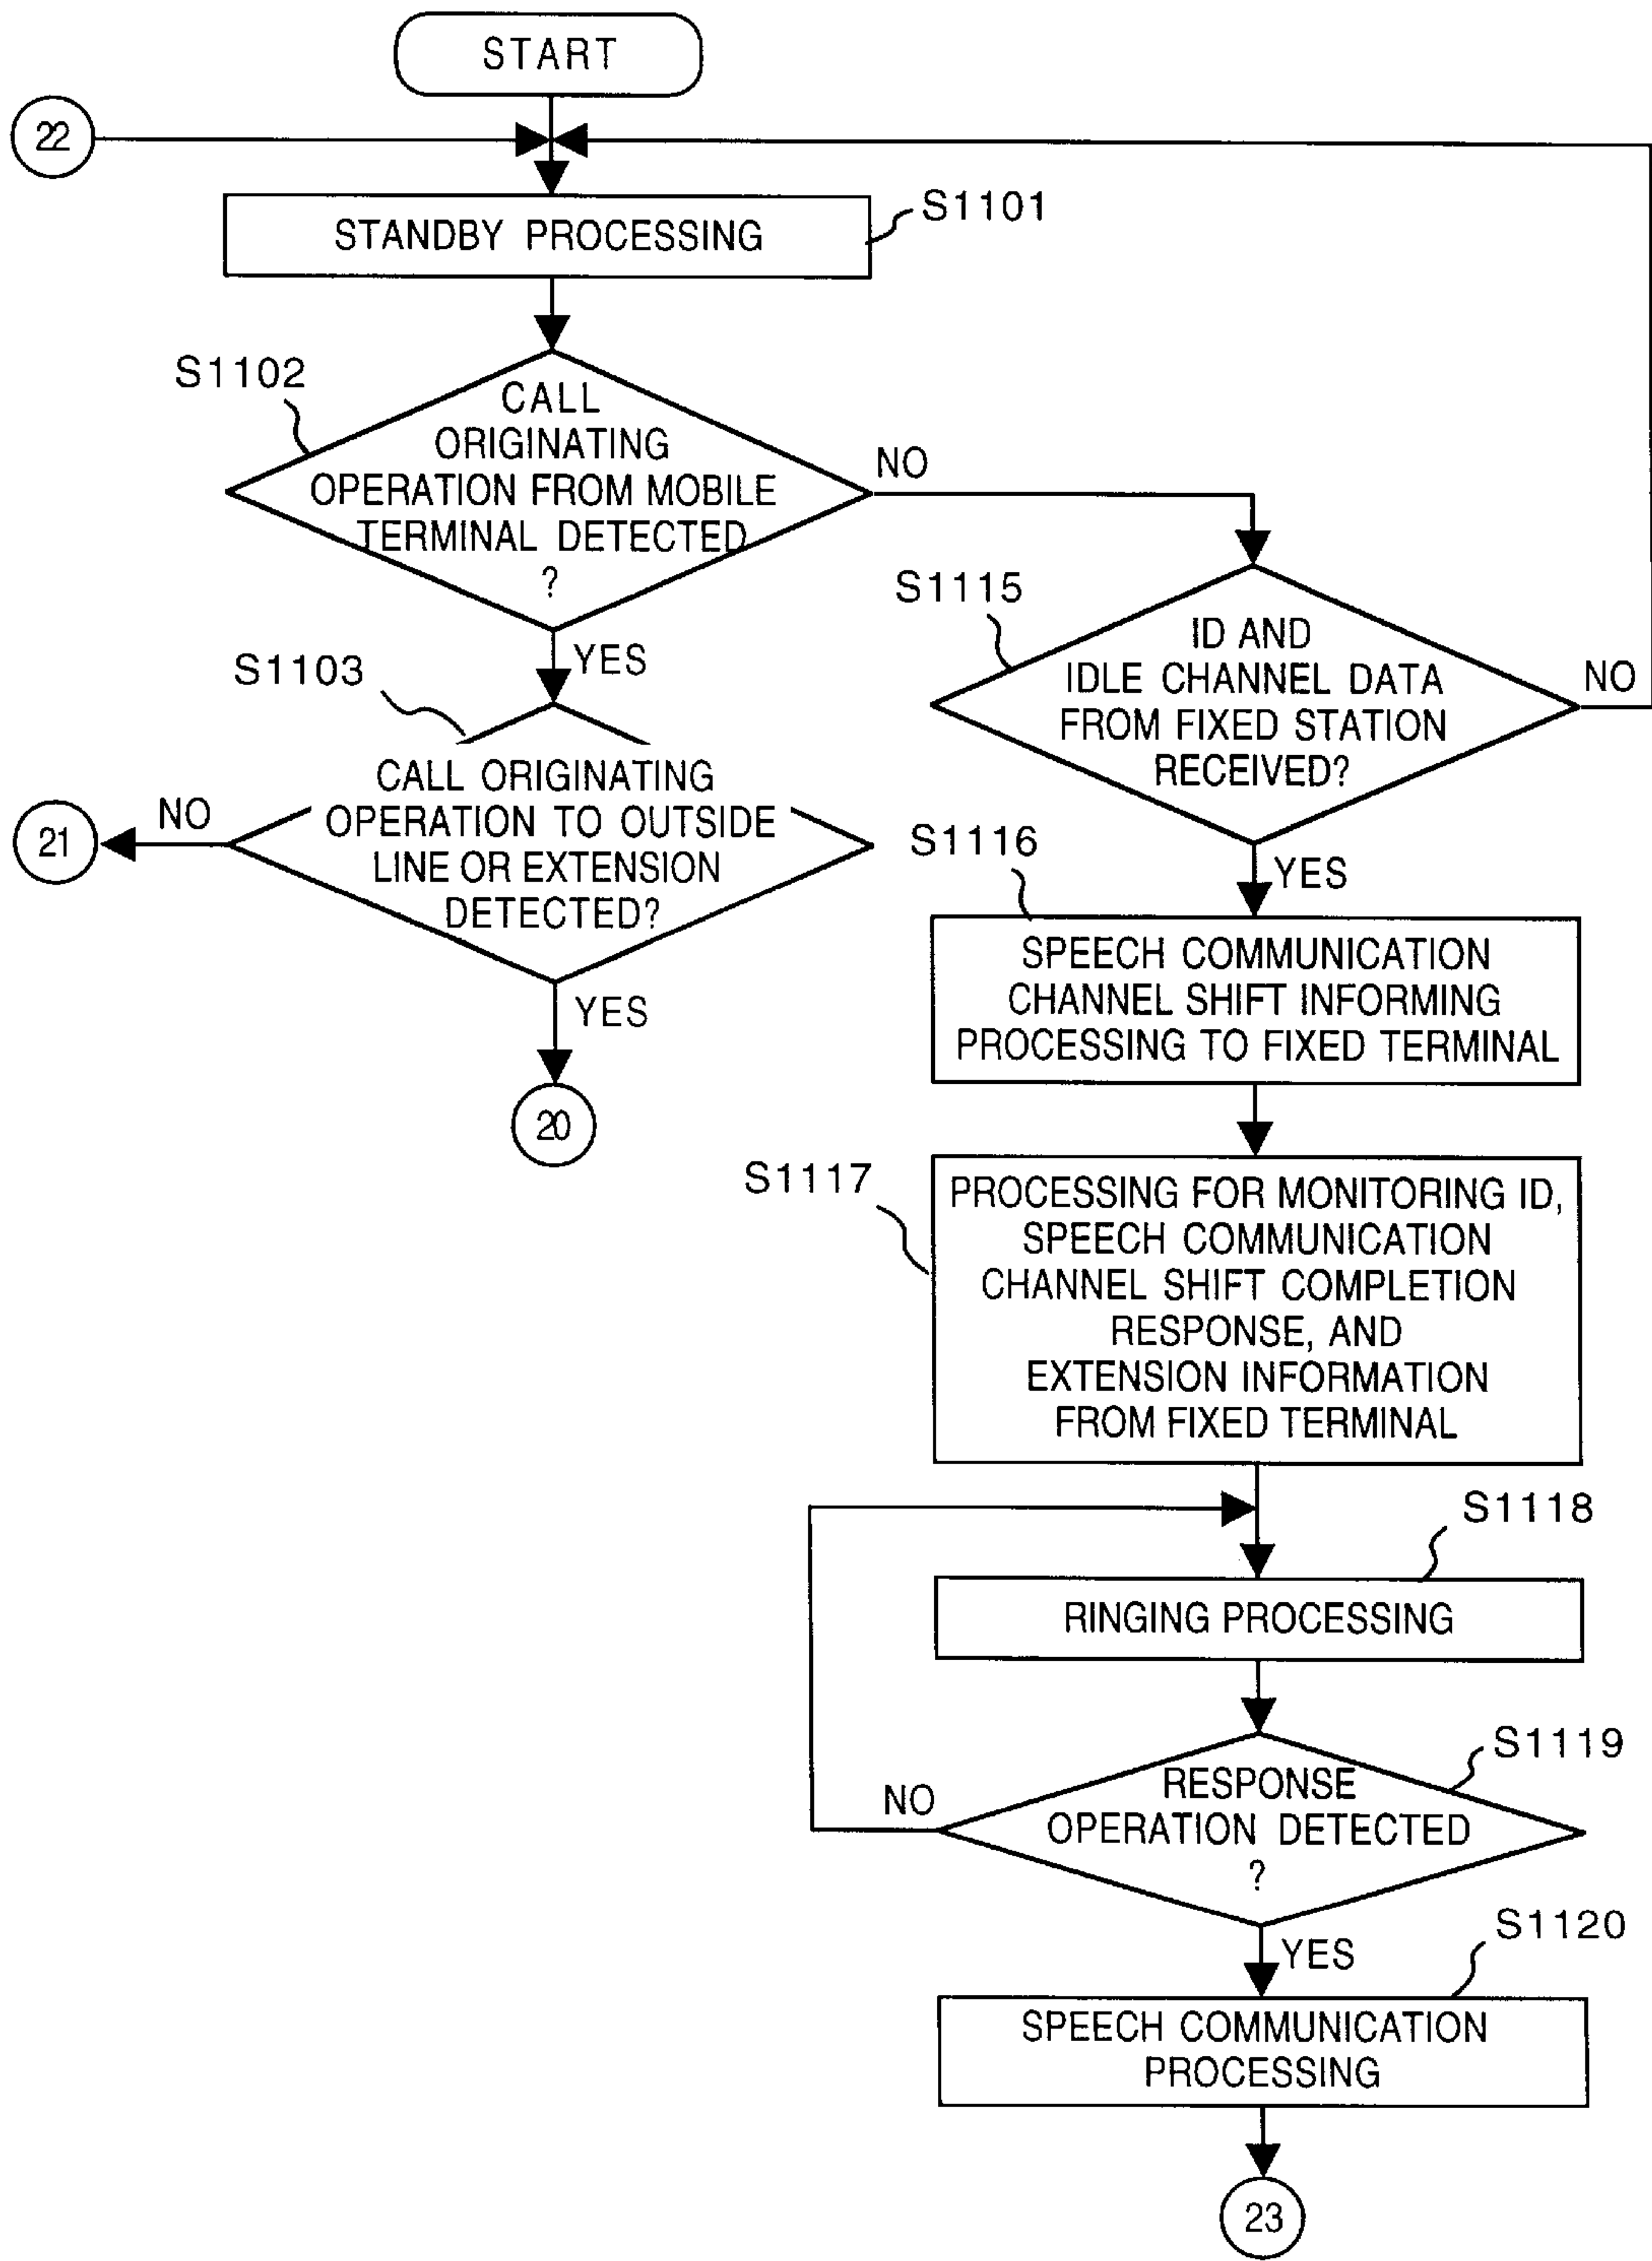 START
22
S1101
STANDBY PROCESSING
S1102
CALL
ORIGINATING
OPERATION FROM MOBILE
TERMINAL DETECTED
?
NO
YES
S1103
CALL ORIGINATING
OPERATION TO OUTSIDE
LINE OR EXTENSION
DETECTED?
NO
21
YES
20
S1115
ID AND
IDLE CHANNEL DATA
FROM FIXED STATION
RECEIVED?
NO
YES
S1116
SPEECH COMMUNICATION
CHANNEL SHIFT INFORMING
PROCESSING TO FIXED TERMINAL
S1117
PROCESSING FOR MONITORING ID,
SPEECH COMMUNICATION
CHANNEL SHIFT COMPLETION
RESPONSE, AND
EXTENSION INFORMATION
FROM FIXED TERMINAL
S1118
RINGING PROCESSING
S1119
RESPONSE
OPERATION DETECTED
?
NO
YES
S1120
SPEECH COMMUNICATION
PROCESSING
23